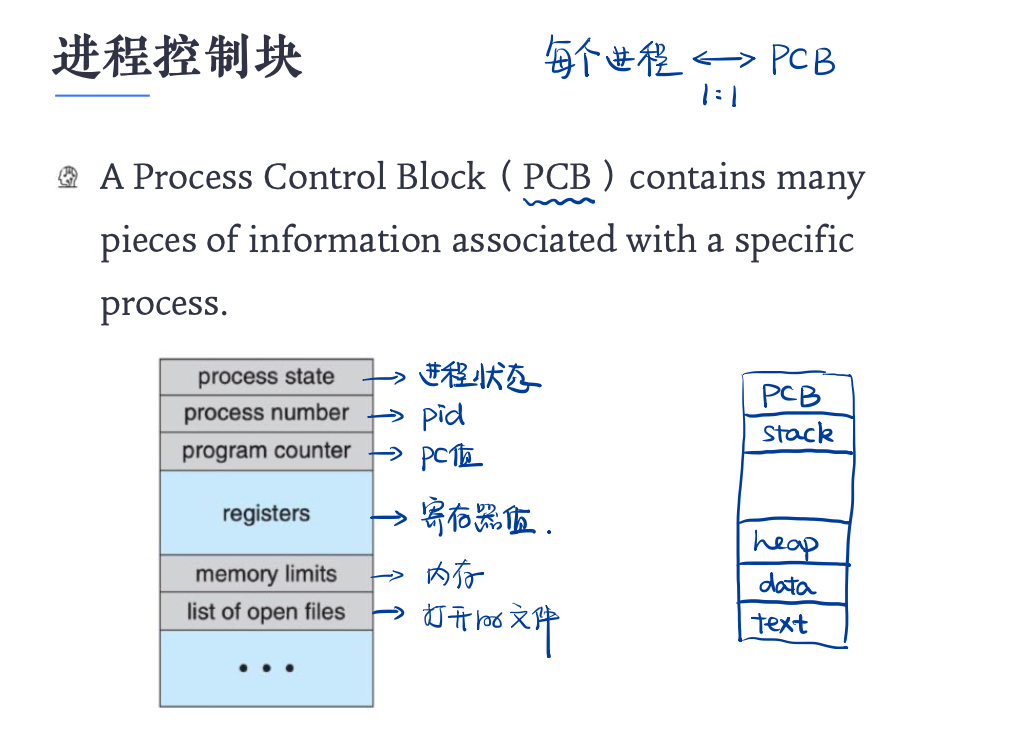 进程控制块
每个进程 ←→ PCB
1:1
A Process Control Block（PCB）contains many
pieces of information associated with a specific
process.
process state → 进程状态
process number → pid
program counter → PC值
registers → 寄存器值.
memory limits → 内存
list of open files → 打开的文件
• • •
PCB
stack
heap
data
text